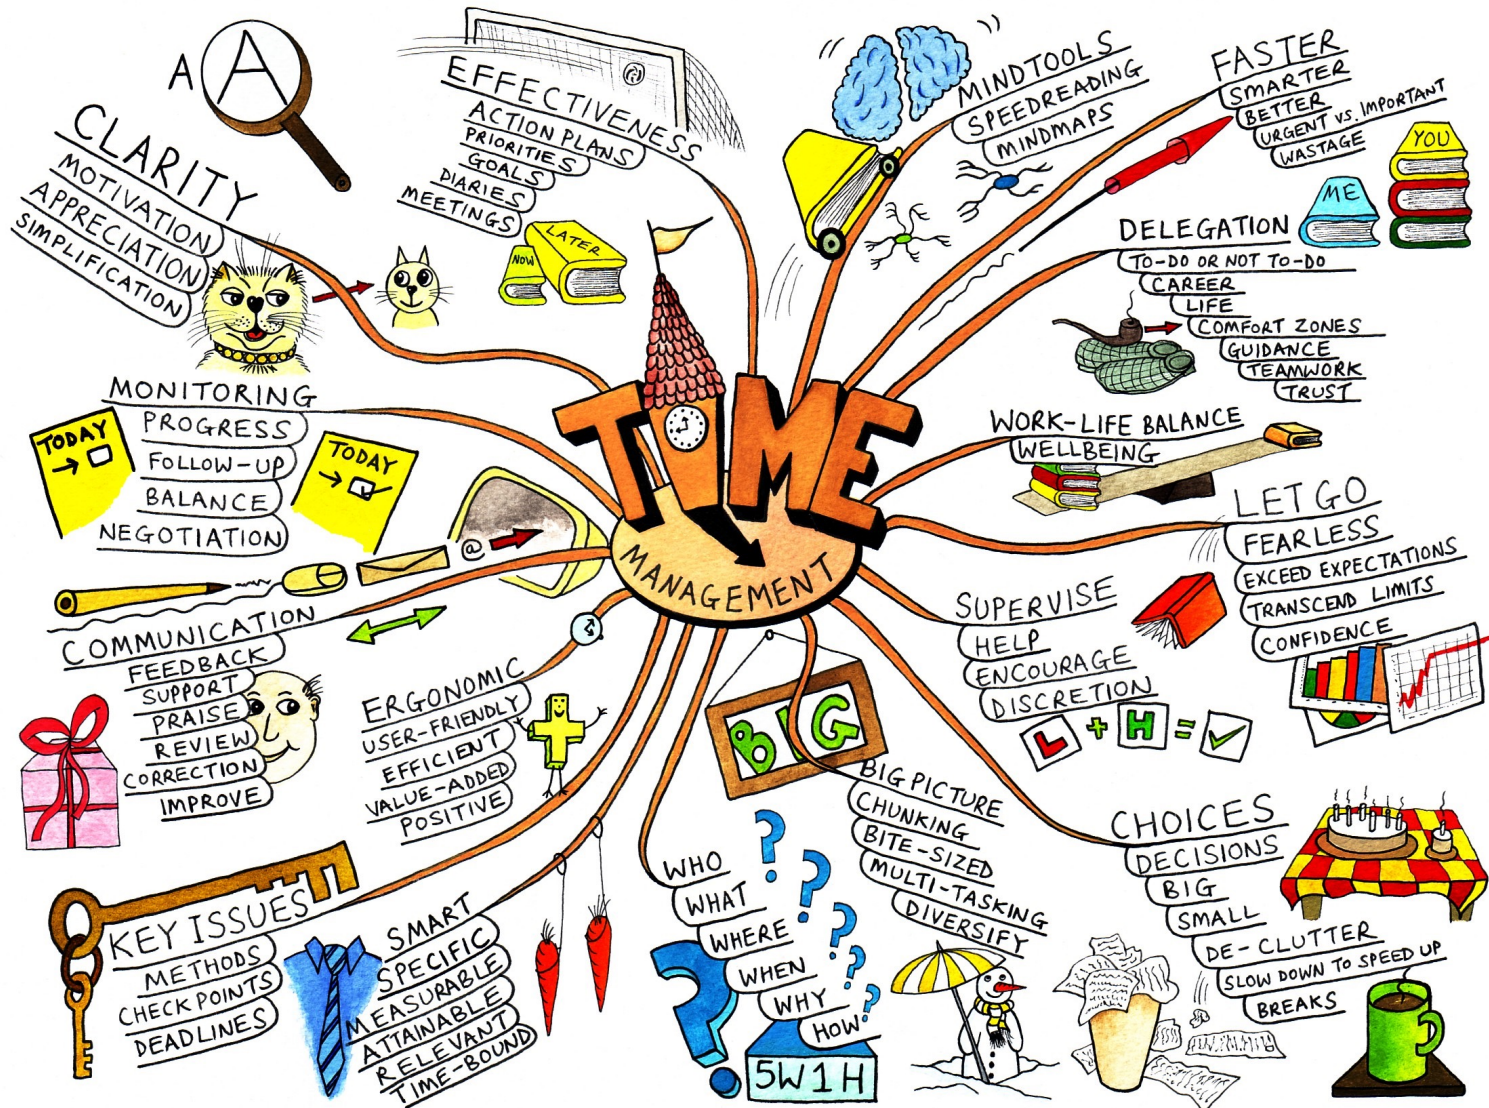 TIME
MANAGEMENT
A A
CLARITY
MOTIVATION
APPRECIATION
SIMPLIFICATION
EFFECTIVENESS
ACTION PLANS
PRIORITIES
GOALS
DIARIES
MEETINGS
NOW
LATER
MINDTOOLS
SPEEDREADING
MINDMAPS
FASTER
SMARTER
BETTER
URGENT VS. IMPORTANT
WASTAGE
YOU
ME
DELEGATION
TO-DO OR NOT TO-DO
CAREER
LIFE
COMFORT ZONES
GUIDANCE
TEAMWORK
TRUST
WORK-LIFE BALANCE
WELLBEING
LET GO
FEARLESS
EXCEED EXPECTATIONS
TRANSCEND LIMITS
CONFIDENCE
SUPERVISE
HELP
ENCOURAGE
DISCRETION
L + H = ✓
CHOICES
DECISIONS
BIG
SMALL
DE-CLUTTER
SLOW DOWN TO SPEED UP
BREAKS
BIG
BIG PICTURE
CHUNKING
BITE-SIZED
MULTI-TASKING
DIVERSIFY
WHO
WHAT
WHERE
WHEN
WHY
HOW
? ? ? ? ? ?
5W1H
SMART
SPECIFIC
MEASURABLE
ATTAINABLE
RELEVANT
TIME-BOUND
KEY ISSUES
METHODS
CHECKPOINTS
DEADLINES
ERGONOMIC
USER-FRIENDLY
EFFICIENT
VALUE-ADDED
POSITIVE
COMMUNICATION
FEEDBACK
SUPPORT
PRAISE
REVIEW
CORRECTION
IMPROVE
@
MONITORING
PROGRESS
FOLLOW-UP
BALANCE
NEGOTIATION
TODAY
→ □
TODAY
→ ☑